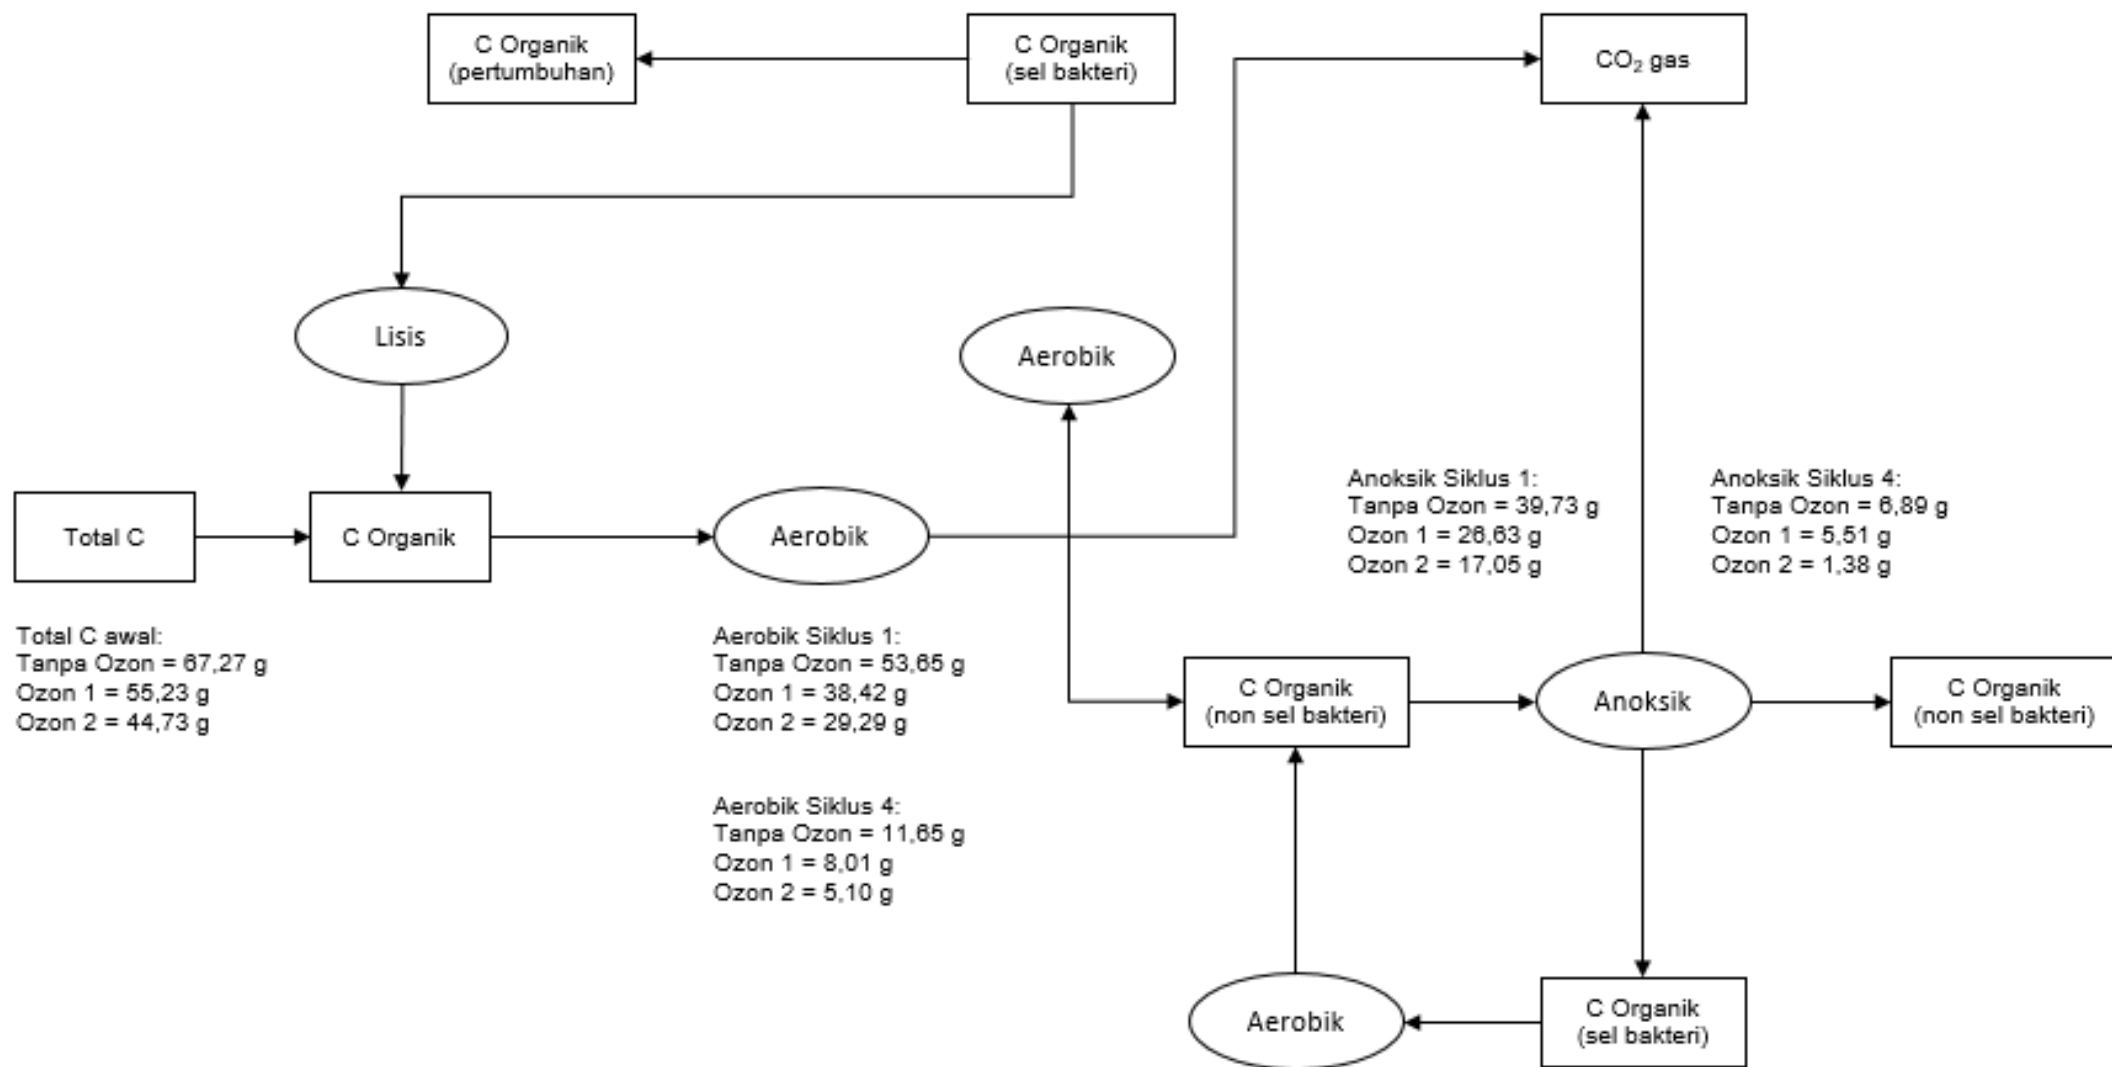 C Organik
(pertumbuhan)
C Organik
(sel bakteri)
CO₂ gas
Lisis
Aerobik
Total C
C Organik
Aerobik
Anoksik Siklus 1:
Tanpa Ozon = 39,73 g
Ozon 1 = 26,63 g
Ozon 2 = 17,05 g
Anoksik Siklus 4:
Tanpa Ozon = 6,89 g
Ozon 1 = 5,51 g
Ozon 2 = 1,38 g
Total C awal:
Tanpa Ozon = 67,27 g
Ozon 1 = 55,23 g
Ozon 2 = 44,73 g
Aerobik Siklus 1:
Tanpa Ozon = 53,65 g
Ozon 1 = 38,42 g
Ozon 2 = 29,29 g
Aerobik Siklus 4:
Tanpa Ozon = 11,65 g
Ozon 1 = 8,01 g
Ozon 2 = 5,10 g
C Organik
(non sel bakteri)
Anoksik
C Organik
(non sel bakteri)
Aerobik
C Organik
(sel bakteri)